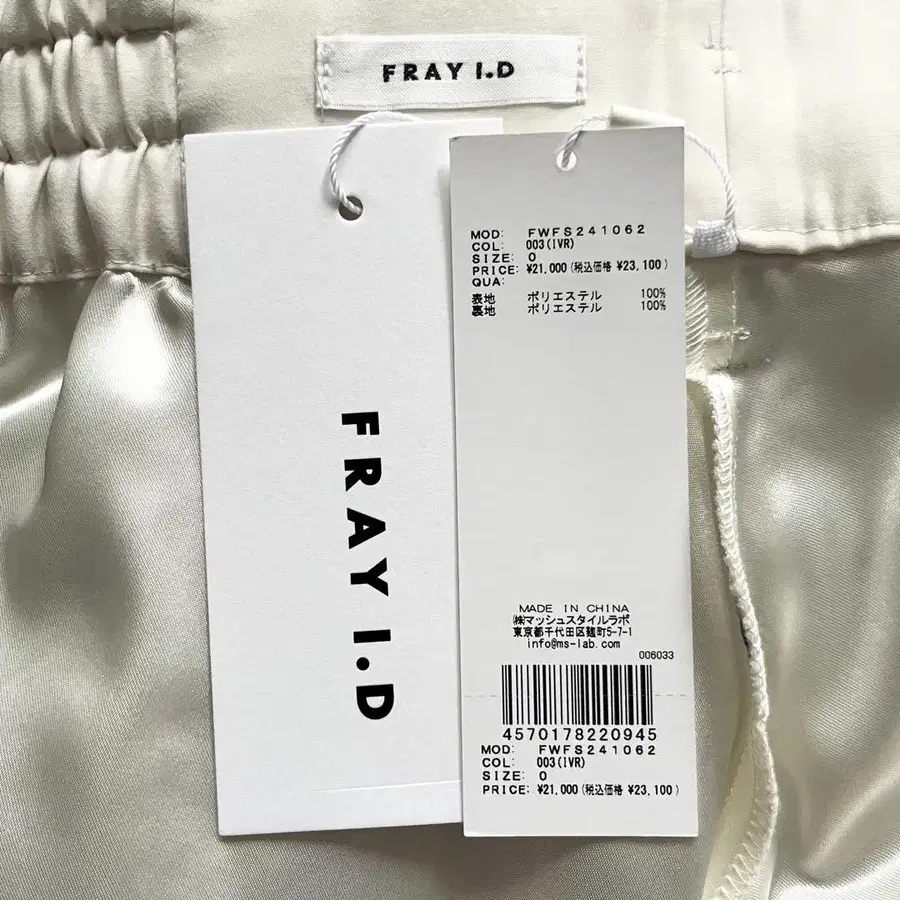 FRAY I.D
FRAY I.D
MOD: FWFS241062
COL: 003(IVR)
SIZE: 0
PRICE: ¥21,000(税込価格 ¥23,100)
QUA:
表地 ポリエステル 100%
裏地 ポリエステル 100%
MADE IN CHINA
㈱マッシュスタイルラボ
東京都千代田区麹町5-7-1
info@ms-lab.com
006033
4570178220945
MOD: FWFS241062
COL: 003(IVR)
SIZE: 0
PRICE: ¥21,000(税込価格 ¥23,100)